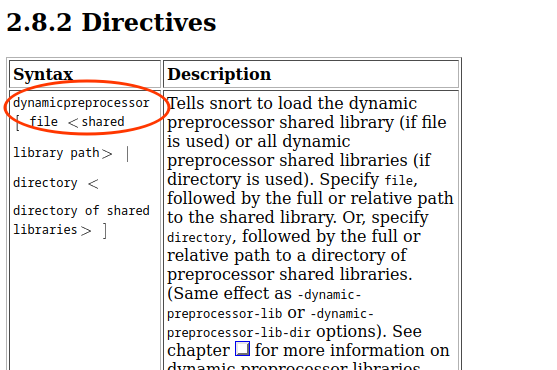 2.8.2 Directives
Syntax
Description
dynamicpreprocessor
[ file <shared
library path> |
directory <
directory of shared
libraries> ]
Tells snort to load the dynamic
preprocessor shared library (if file
is used) or all dynamic
preprocessor shared libraries (if
directory is used). Specify file,
followed by the full or relative path
to the shared library. Or, specify
directory, followed by the full or
relative path to a directory of
preprocessor shared libraries.
(Same effect as -dynamic-
preprocessor-lib or -dynamic-
preprocessor-lib-dir options). See
chapter for more information on
dynamic preprocessor libraries.